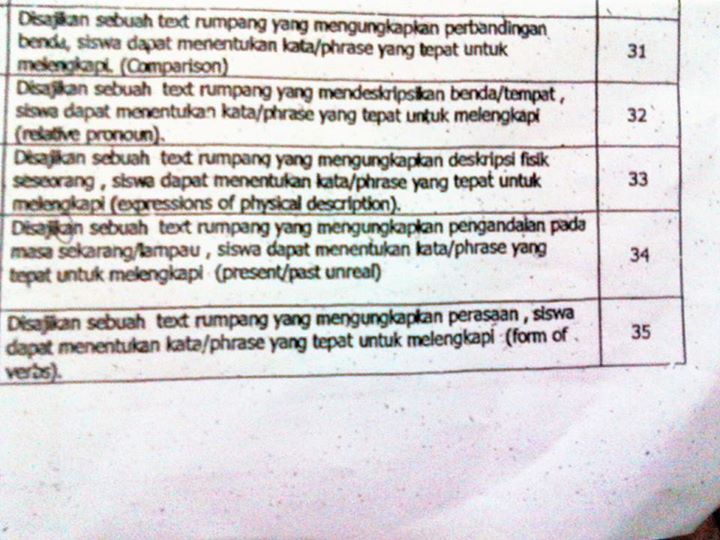 Disajikan sebuah text rumpang yang mengungkapkan perbandingan
benda, siswa dapat menentukan kata/phrase yang tepat untuk
melengkapi. (Comparison)
31
Disajikan sebuah text rumpang yang mendeskripsikan benda/tempat ,
siswa dapat menentukan kata/phrase yang tepat untuk melengkapi
(relative pronoun).
32
Disajikan sebuah text rumpang yang mengungkapkan deskripsi fisik
seseorang , siswa dapat menentukan kata/phrase yang tepat untuk
melengkapi (expressions of physical description).
33
Disajikan sebuah text rumpang yang mengungkapkan pengandaian pada
masa sekarang/lampau , siswa dapat menentukan kata/phrase yang
tepat untuk melengkapi (present/past unreal)
34
Disajikan sebuah text rumpang yang mengungkapkan perasaan , siswa
dapat menentukan kata/phrase yang tepat untuk melengkapi (form of
verbs).
35